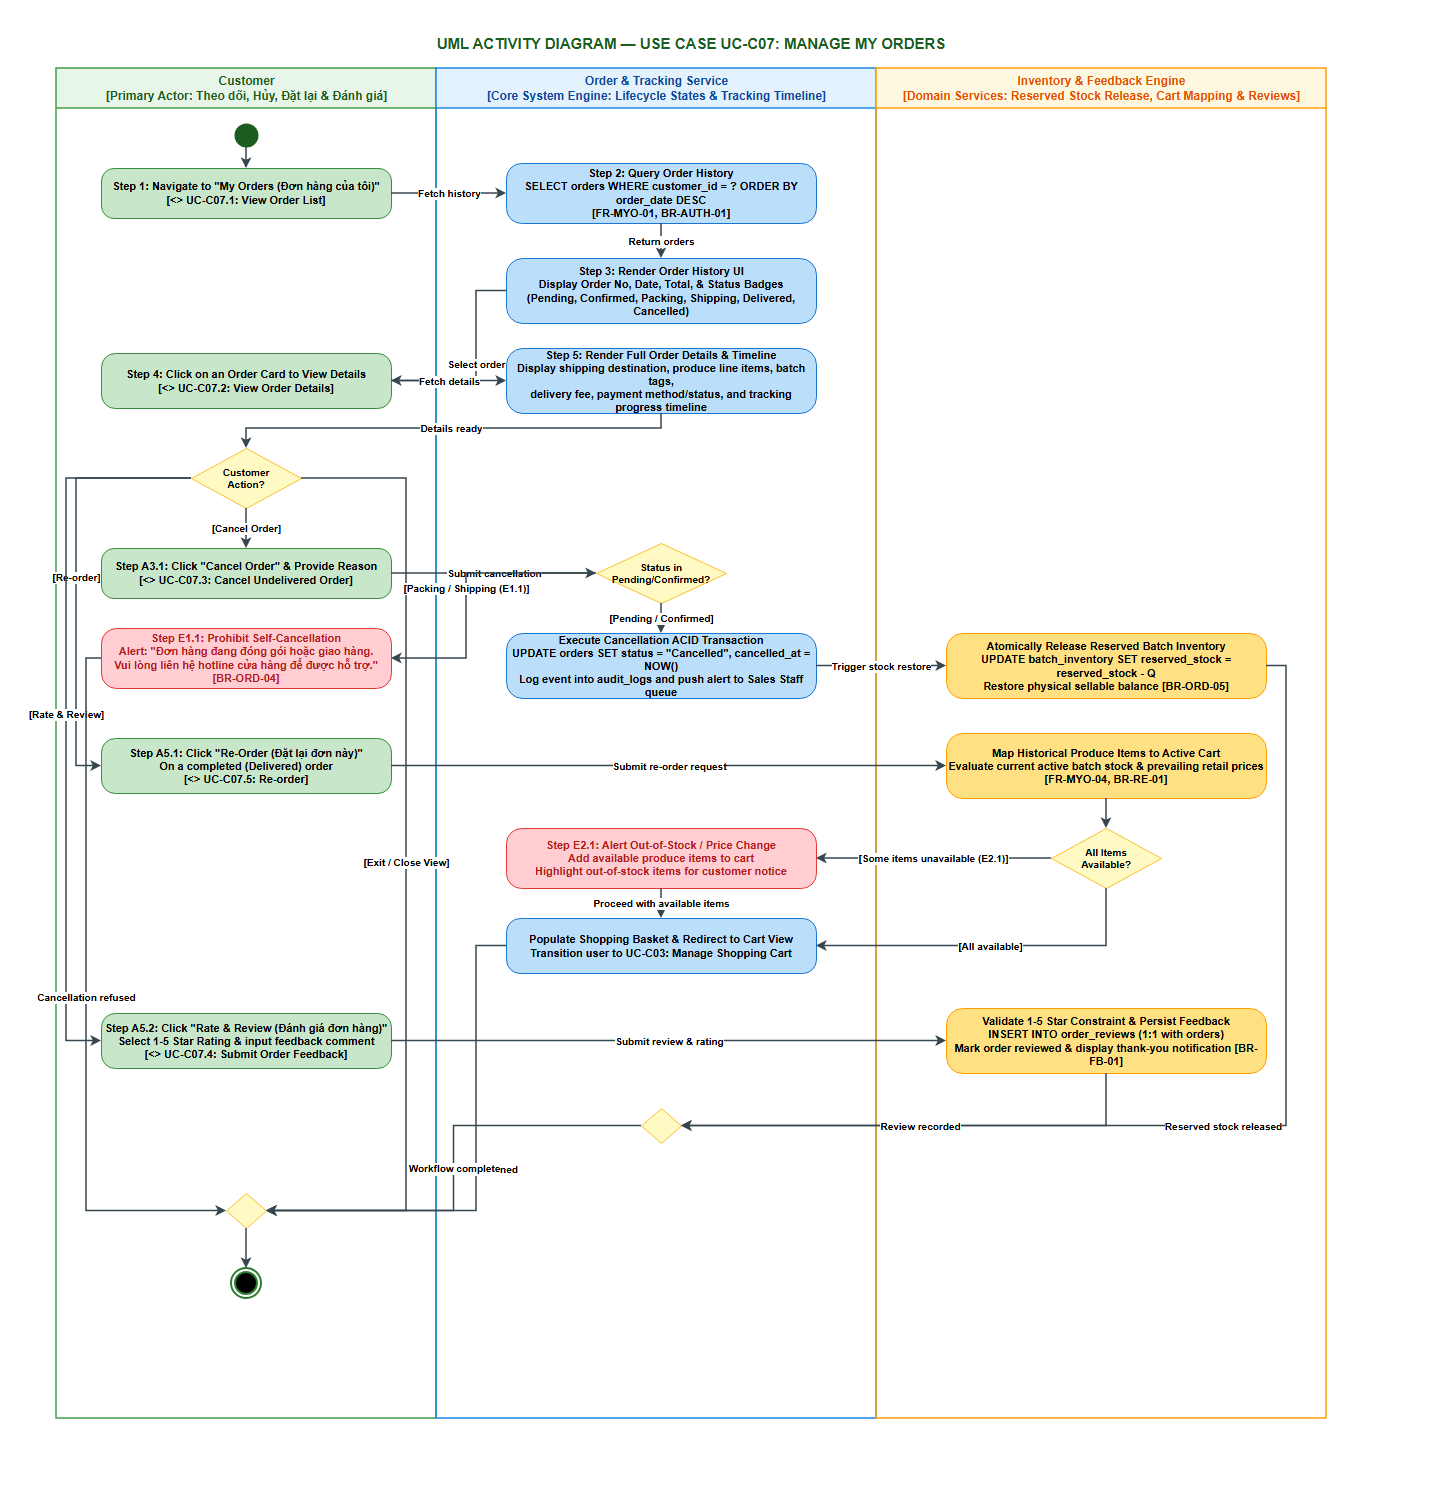 UML ACTIVITY DIAGRAM — USE CASE UC-C07: MANAGE MY ORDERS
Customer
[Primary Actor: Theo dõi, Hủy, Đặt lại & Đánh giá]
Order & Tracking Service
[Core System Engine: Lifecycle States & Tracking Timeline]
Inventory & Feedback Engine
[Domain Services: Reserved Stock Release, Cart Mapping & Reviews]
Step 1: Navigate to "My Orders (Đơn hàng của tôi)"
[<> UC-C07.1: View Order List]
Fetch history
Step 2: Query Order History
SELECT orders WHERE customer_id = ? ORDER BY
order_date DESC
[FR-MYO-01, BR-AUTH-01]
Return orders
Step 3: Render Order History UI
Display Order No, Date, Total, & Status Badges
(Pending, Confirmed, Packing, Shipping, Delivered,
Cancelled)
Select order
Step 4: Click on an Order Card to View Details
[<> UC-C07.2: View Order Details]
Fetch details
Step 5: Render Full Order Details & Timeline
Display shipping destination, produce line items, batch
tags,
delivery fee, payment method/status, and tracking
progress timeline
Details ready
Customer
Action?
[Cancel Order]
Step A3.1: Click "Cancel Order" & Provide Reason
[<> UC-C07.3: Cancel Undelivered Order]
[Re-order]
Submit cancellation
[Packing / Shipping (E1.1)]
Status in
Pending/Confirmed?
[Pending / Confirmed]
Step E1.1: Prohibit Self-Cancellation
Alert: "Đơn hàng đang đóng gói hoặc giao hàng.
Vui lòng liên hệ hotline cửa hàng để được hỗ trợ."
[BR-ORD-04]
Execute Cancellation ACID Transaction
UPDATE orders SET status = "Cancelled", cancelled_at =
NOW()
Log event into audit_logs and push alert to Sales Staff
queue
Trigger stock restore
Atomically Release Reserved Batch Inventory
UPDATE batch_inventory SET reserved_stock =
reserved_stock - Q
Restore physical sellable balance [BR-ORD-05]
[Rate & Review]
Step A5.1: Click "Re-Order (Đặt lại đơn này)"
On a completed (Delivered) order
[<> UC-C07.5: Re-order]
Submit re-order request
Map Historical Produce Items to Active Cart
Evaluate current active batch stock & prevailing retail prices
[FR-MYO-04, BR-RE-01]
[Exit / Close View]
Step E2.1: Alert Out-of-Stock / Price Change
Add available produce items to cart
Highlight out-of-stock items for customer notice
[Some items unavailable (E2.1)]
All Items
Available?
Proceed with available items
Populate Shopping Basket & Redirect to Cart View
Transition user to UC-C03: Manage Shopping Cart
[All available]
Cancellation refused
Step A5.2: Click "Rate & Review (Đánh giá đơn hàng)"
Select 1-5 Star Rating & input feedback comment
[<> UC-C07.4: Submit Order Feedback]
Submit review & rating
Validate 1-5 Star Constraint & Persist Feedback
INSERT INTO order_reviews (1:1 with orders)
Mark order reviewed & display thank-you notification [BR-
FB-01]
Review recorded
Reserved stock released
Workflow complete